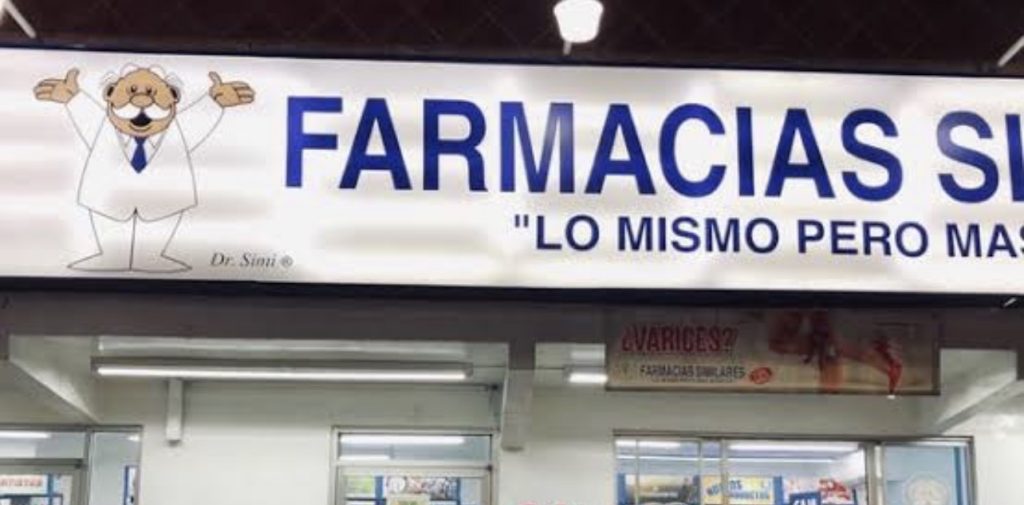 FARMACIAS SI
"LO MISMO PERO MAS
Dr. Simi ®
¿VARICES?
FARMACIAS SIMILARES